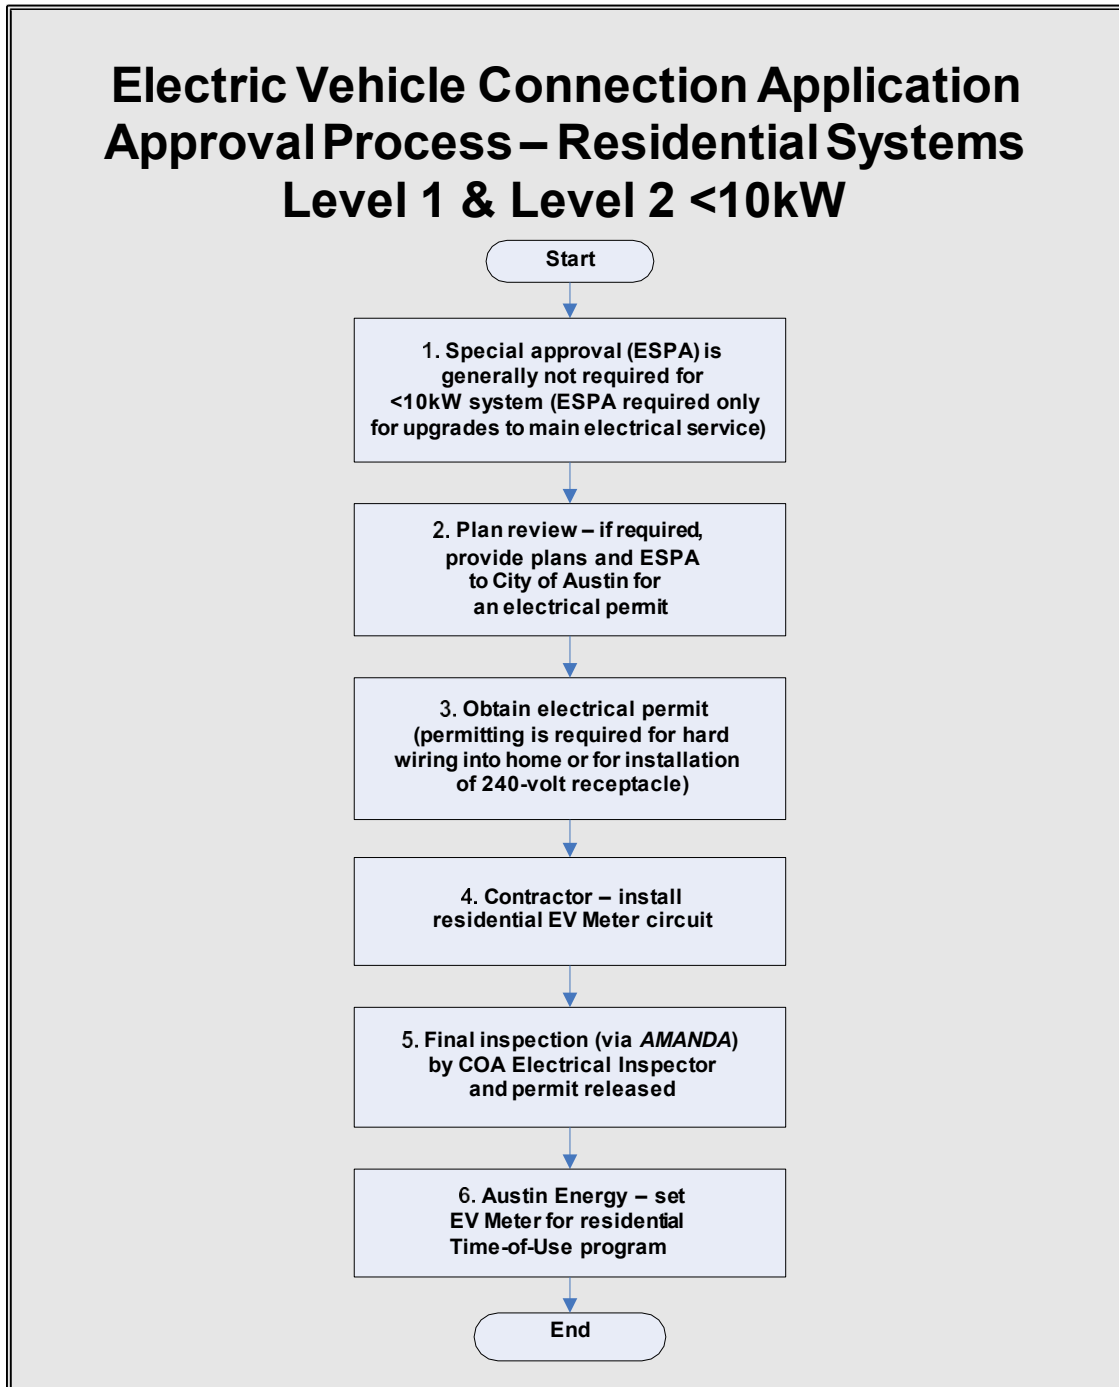 Electric Vehicle Connection Application
Approval Process – Residential Systems
Level 1 & Level 2 <10kW
Start
1. Special approval (ESPA) is
generally not required for
<10kW system (ESPA required only
for upgrades to main electrical service)
2. Plan review – if required,
provide plans and ESPA
to City of Austin for
an electrical permit
3. Obtain electrical permit
(permitting is required for hard
wiring into home or for installation
of 240-volt receptacle)
4. Contractor – install
residential EV Meter circuit
5. Final inspection (via AMANDA)
by COA Electrical Inspector
and permit released
6. Austin Energy – set
EV Meter for residential
Time-of-Use program
End